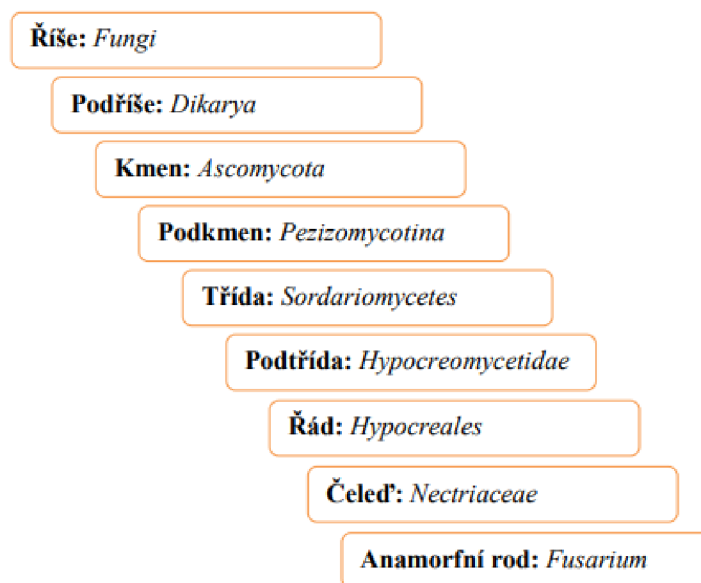 Říše: Fungi
Podříše: Dikarya
Kmen: Ascomycota
Podkmen: Pezizomycotina
Třída: Sordariomycetes
Podtřída: Hypocreomycetidae
Řád: Hypocreales
Čeleď: Nectriaceae
Anamorfní rod: Fusarium